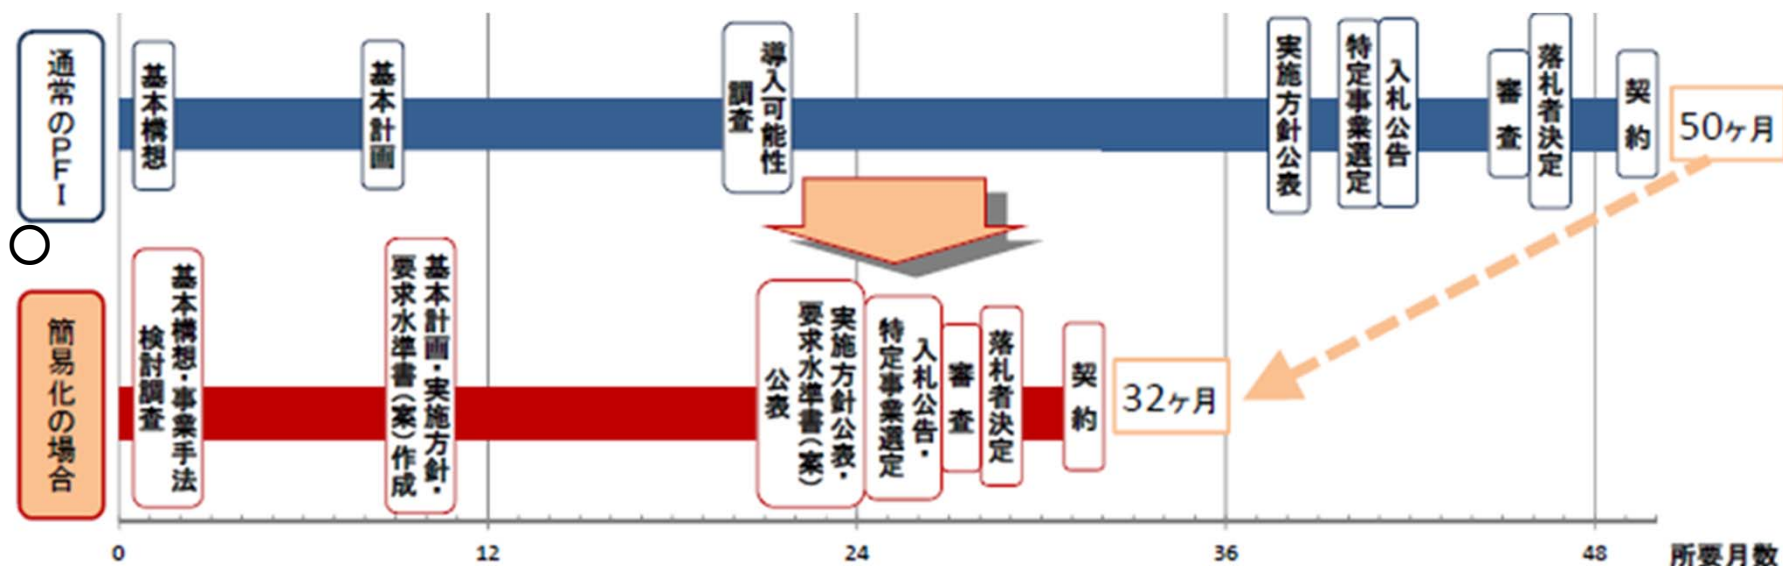 通常のPFI
基本構想
基本計画
導入可能性
調査
実施方針公表
特定事業選定
入札公告
審査
落札者決定
契約
50ヶ月
簡易化の場合
基本構想・事業手法
検討調査
基本計画・実施方針・
要求水準書(案)作成
実施方針公表・
要求水準書(案)
公表
入札公告・
特定事業選定
審査
落札者決定
契約
32ヶ月
0
12
24
36
48
所要月数